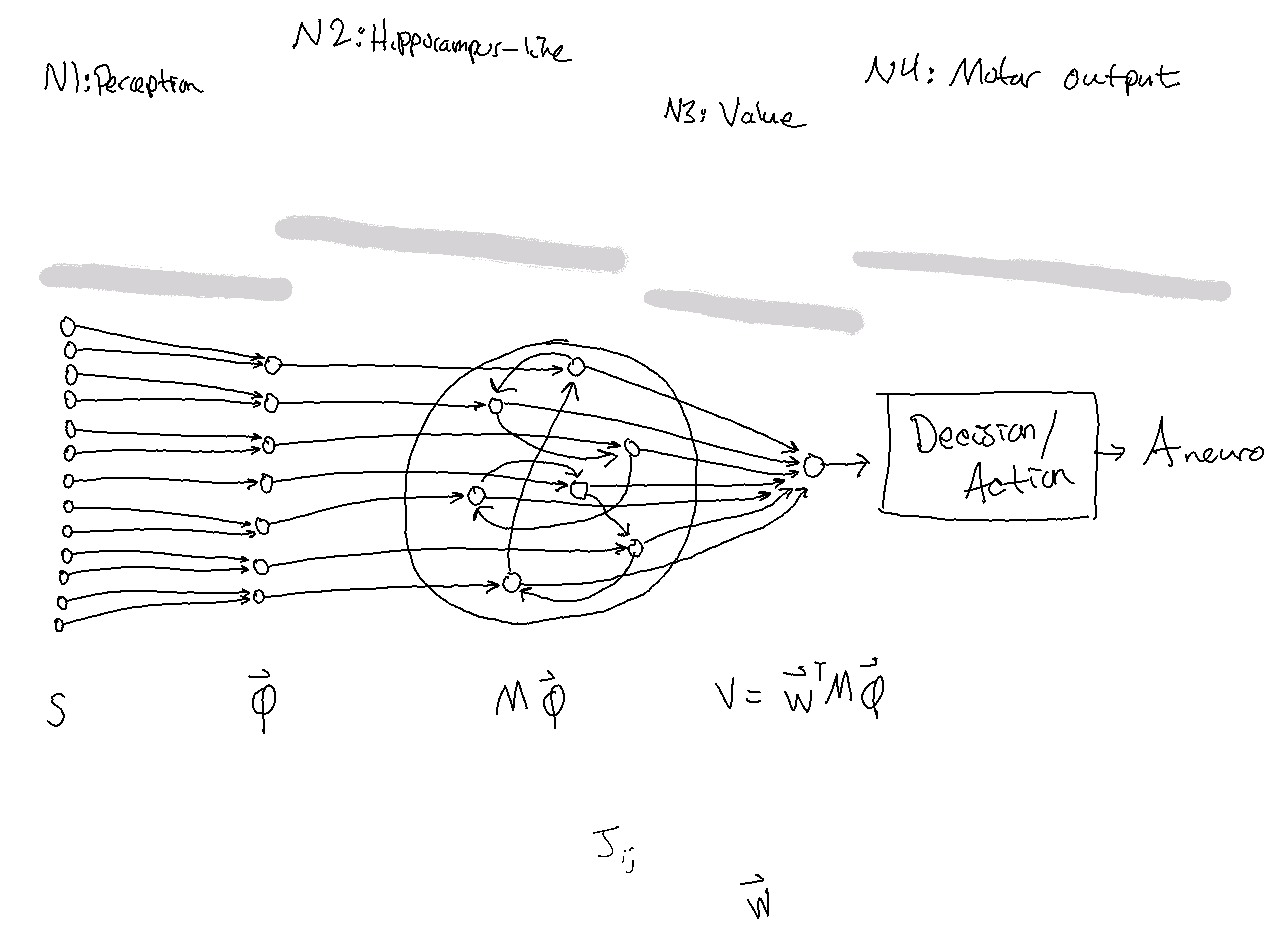 N2: Hippocampus-like
N1: Perception
N4: Motor output
N3: Value
Decision/
Action
Aneuro
S
φ⃗
Mφ⃗
V = w⃗ᵀMφ⃗
Jᵢⱼ
w⃗